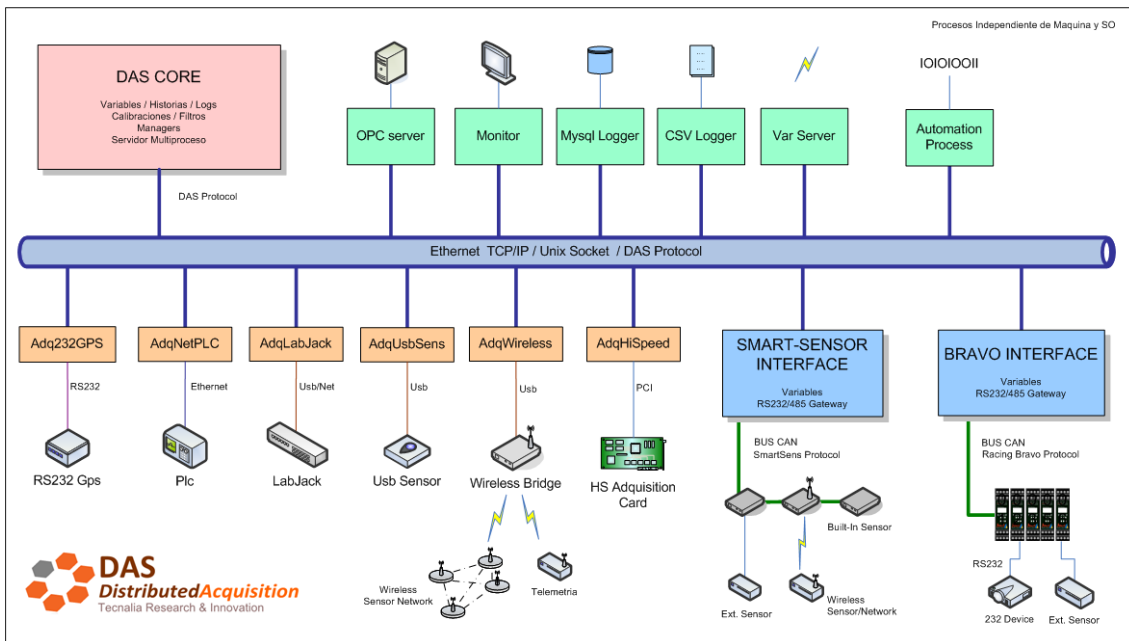 Procesos Independiente de Maquina y SO
DAS CORE
Variables / Historias / Logs
Calibraciones / Filtros
Managers
Servidor Multiproceso
DAS Protocol
OPC server
Monitor
Mysql Logger
CSV Logger
Var Server
IOIOIOOII
Automation
Process
Ethernet TCP/IP / Unix Socket / DAS Protocol
Adq232GPS
AdqNetPLC
AdqLabJack
AdqUsbSens
AdqWireless
AdqHiSpeed
RS232
Ethernet
Usb/Net
Usb
Usb
PCI
RS232 Gps
Plc
LabJack
Usb Sensor
Wireless Bridge
HS Adquisition
Card
Wireless
Sensor Network
Telemetria
SMART-SENSOR
INTERFACE
Variables
RS232/485 Gateway
BUS CAN
SmartSens Protocol
Built-In Sensor
Ext. Sensor
Wireless
Sensor/Network
BRAVO INTERFACE
Variables
RS232/485 Gateway
BUS CAN
Racing Bravo Protocol
RS232
232 Device
Ext. Sensor
DAS
DistributedAcquisition
Tecnalia Research & Innovation